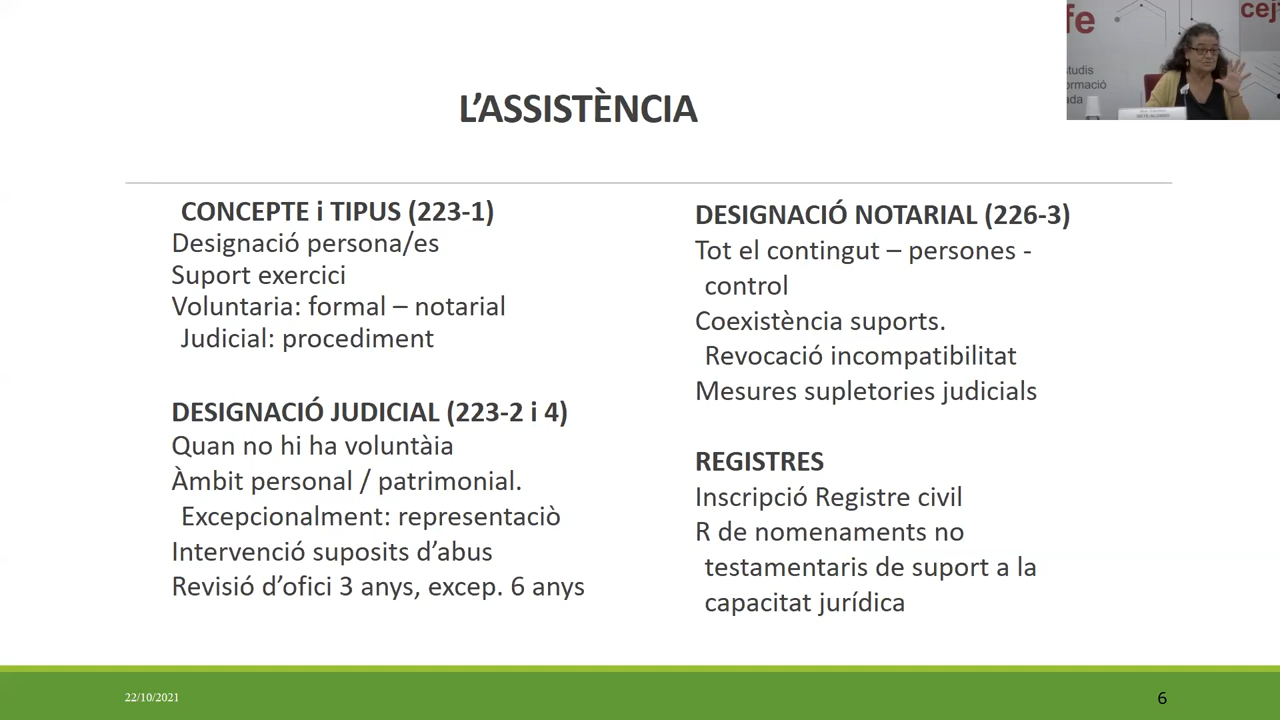 L'ASSISTÈNCIA
CONCEPTE i TIPUS (223-1)
Designació persona/es
Suport exercici
Voluntaria: formal – notarial
Judicial: procediment
DESIGNACIÓ JUDICIAL (223-2 i 4)
Quan no hi ha voluntàia
Àmbit personal / patrimonial.
Excepcionalment: representaciò
Intervenció suposits d'abus
Revisió d'ofici 3 anys, excep. 6 anys
DESIGNACIÓ NOTARIAL (226-3)
Tot el contingut – persones -
control
Coexistència suports.
Revocació incompatibilitat
Mesures supletories judicials
REGISTRES
Inscripció Registre civil
R de nomenaments no
testamentaris de suport a la
capacitat jurídica
22/10/2021
6
fe
cej
tudis
ormació
ada